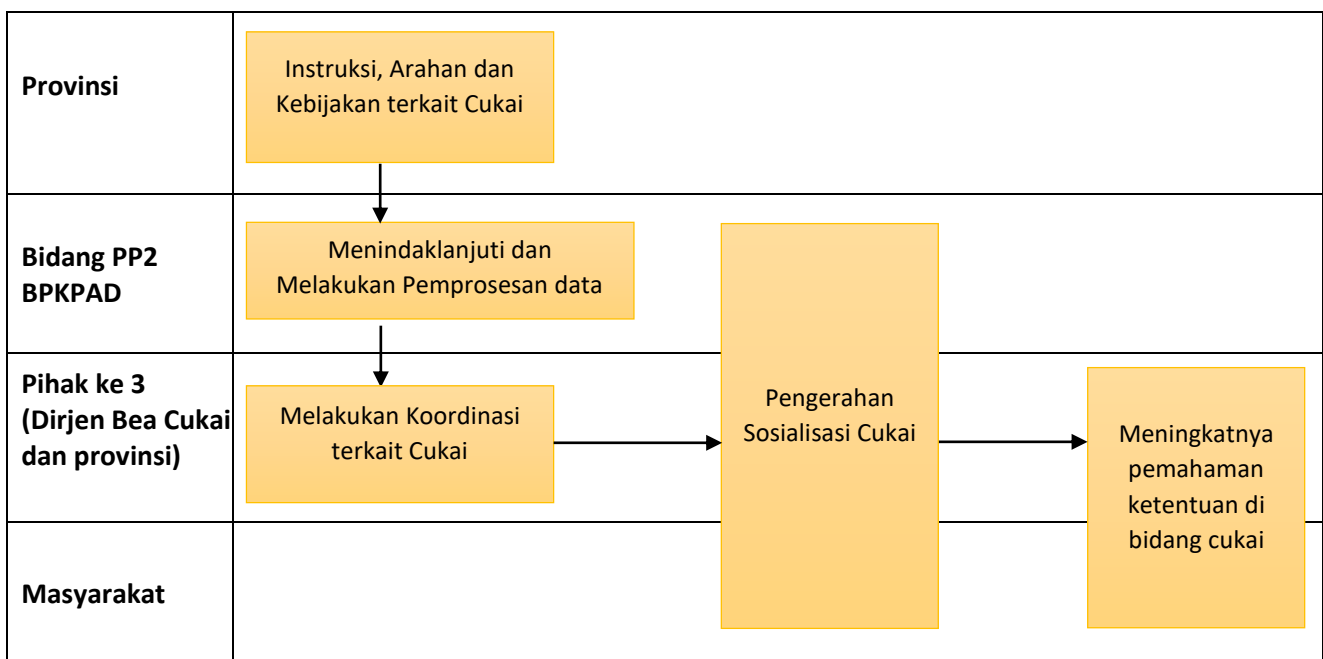 Provinsi
Instruksi, Arahan dan
Kebijakan terkait Cukai
Bidang PP2
BPKPAD
Menindaklanjuti dan
Melakukan Pemprosesan data
Pihak ke 3
(Dirjen Bea Cukai
dan provinsi)
Melakukan Koordinasi
terkait Cukai
Pengerahan
Sosialisasi Cukai
Meningkatnya
pemahaman
ketentuan di
bidang cukai
Masyarakat